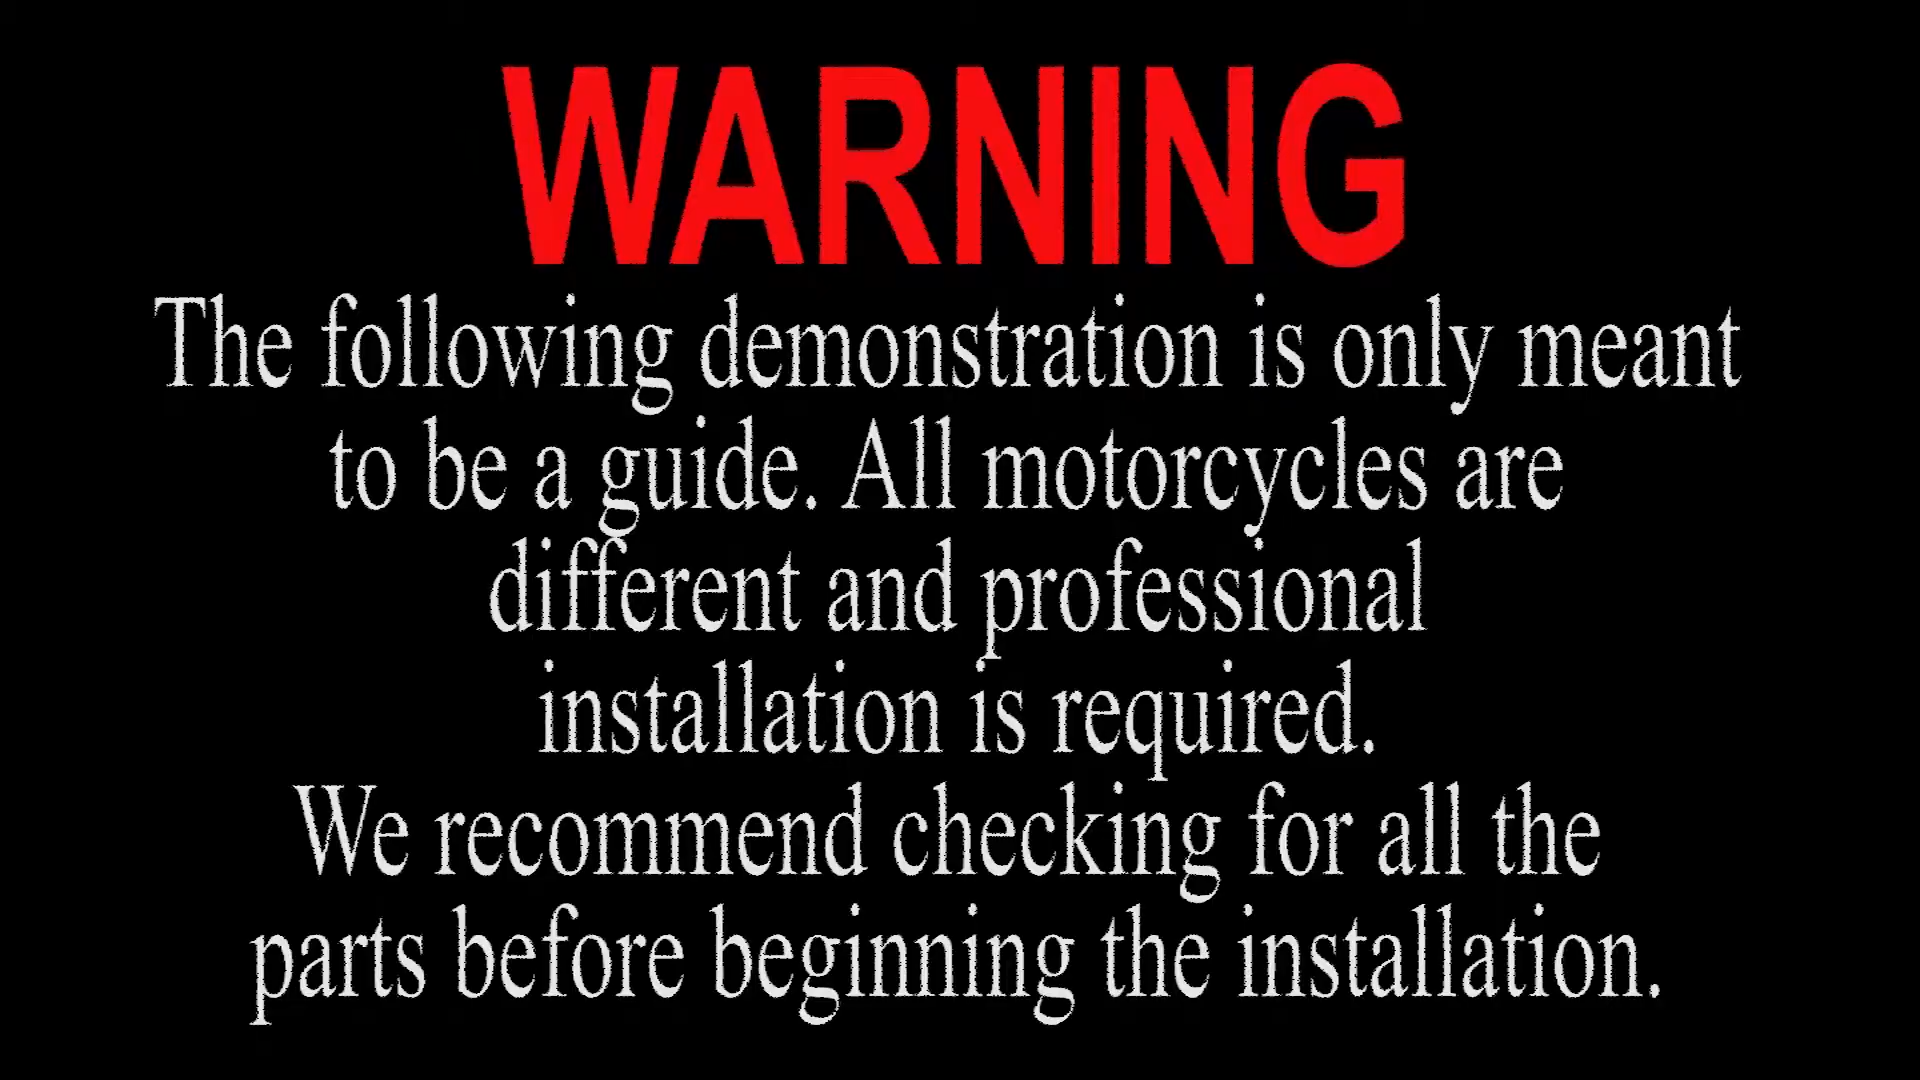 WARNING
The following demonstration is only meant
to be a guide. All motorcycles are
different and professional
installation is required.
We recommend checking for all the
parts before beginning the installation.